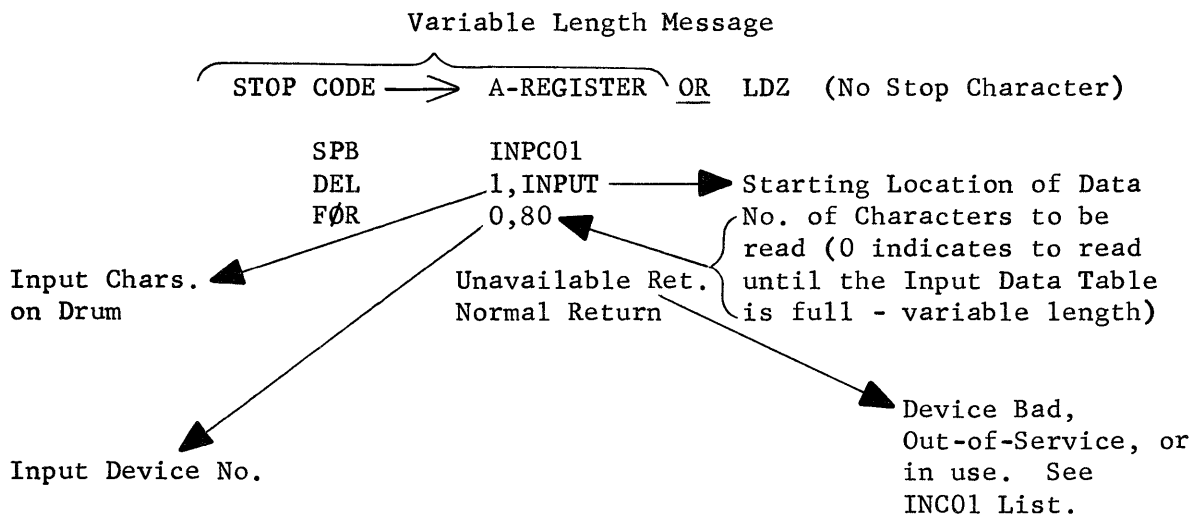 Variable Length Message
STOP CODE → A-REGISTER OR LDZ (No Stop Character)
SPB INPC01
DEL 1,INPUT Starting Location of Data
FØR 0,80 No. of Characters to be
read (0 indicates to read
Input Chars. Unavailable Ret. until the Input Data Table
on Drum Normal Return is full - variable length)
Device Bad,
Out-of-Service, or
Input Device No. in use. See
INC01 List.